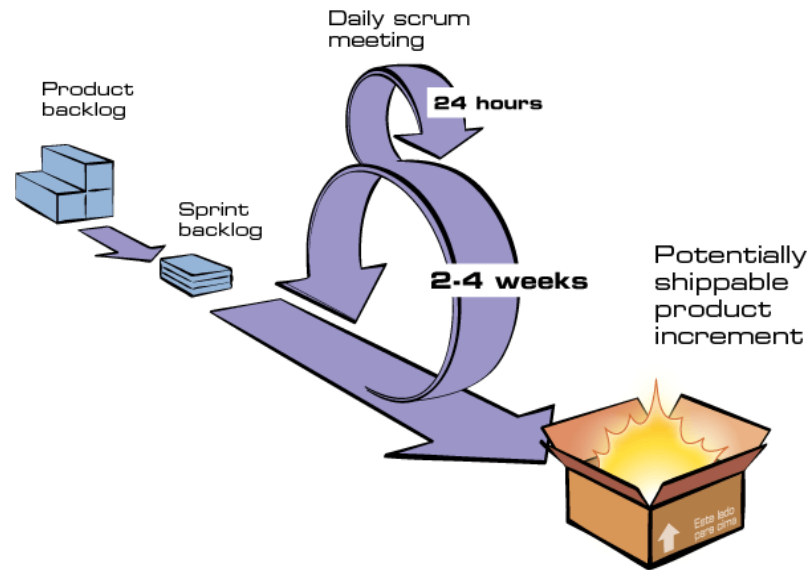 Daily scrum
meeting
24 hours
Product
backlog
Sprint
backlog
2-4 weeks
Potentially
shippable
product
increment
Este lado
para cima